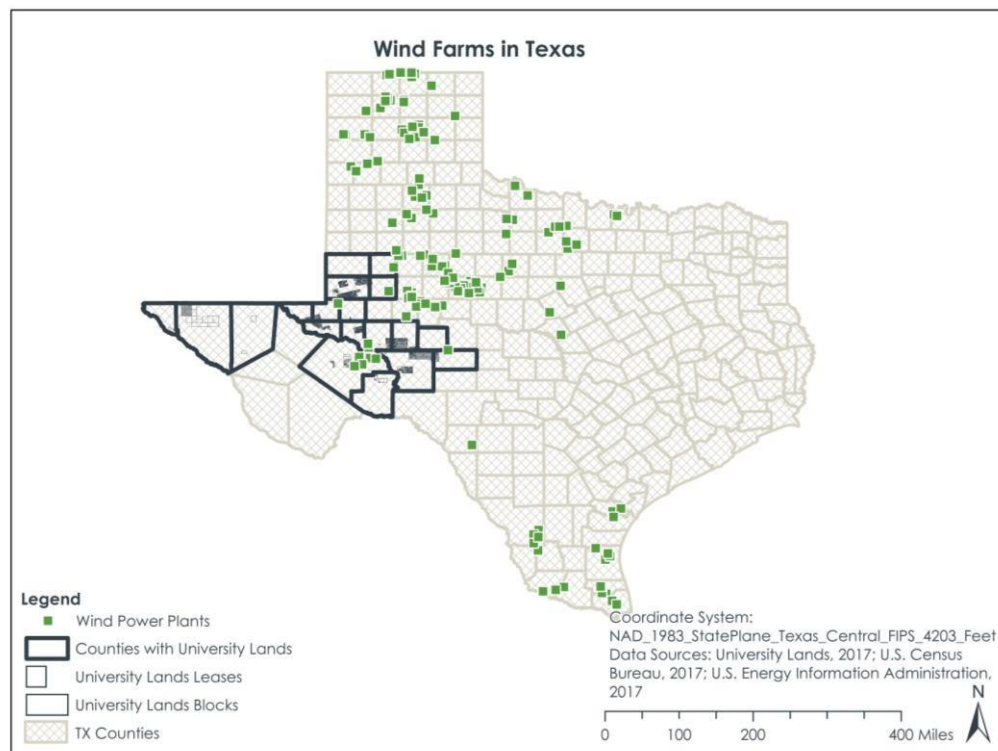 Wind Farms in Texas
Legend
Wind Power Plants
Counties with University Lands
University Lands Leases
University Lands Blocks
TX Counties
Coordinate System:
NAD_1983_StatePlane_Texas_Central_FIPS_4203_Feet
Data Sources: University Lands, 2017; U.S. Census
Bureau, 2017; U.S. Energy Information Administration,
2017
N
0 100 200 400 Miles